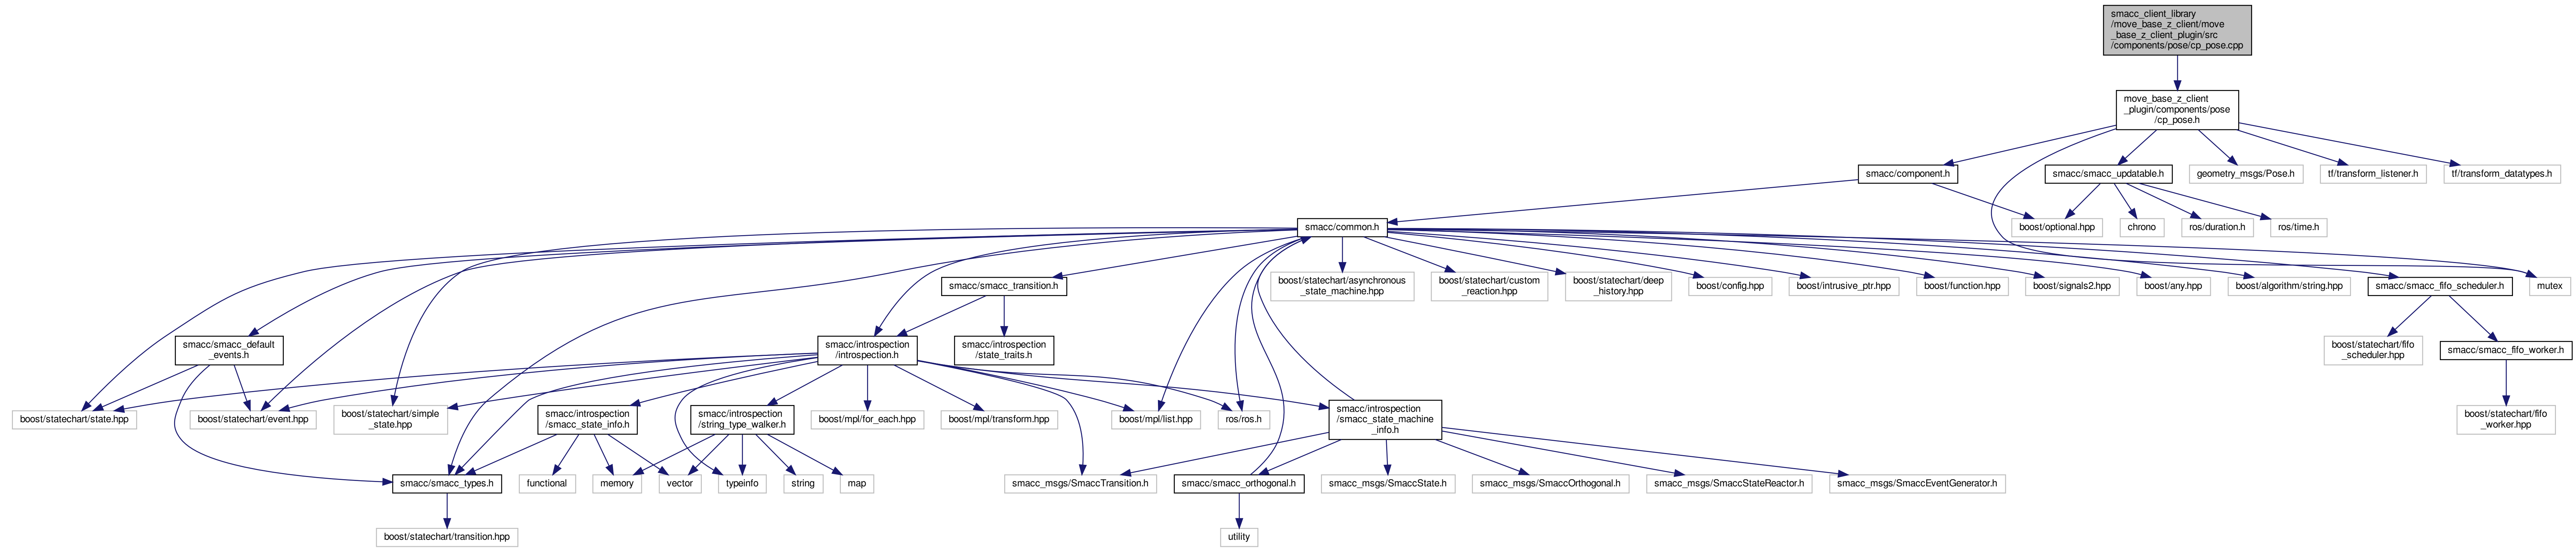 smacc_client_library
/move_base_z_client/move
_base_z_client_plugin/src
/components/pose/cp_pose.cpp
move_base_z_client
_plugin/components/pose
/cp_pose.h
smacc/component.h
smacc/smacc_updatable.h
geometry_msgs/Pose.h
tf/transform_listener.h
tf/transform_datatypes.h
smacc/common.h
boost/optional.hpp
chrono
ros/duration.h
ros/time.h
smacc/smacc_transition.h
boost/statechart/asynchronous
_state_machine.hpp
boost/statechart/custom
_reaction.hpp
boost/statechart/deep
_history.hpp
boost/config.hpp
boost/intrusive_ptr.hpp
boost/function.hpp
boost/signals2.hpp
boost/any.hpp
boost/algorithm/string.hpp
smacc/smacc_fifo_scheduler.h
mutex
smacc/smacc_default
_events.h
smacc/introspection
/introspection.h
smacc/introspection
/state_traits.h
boost/statechart/fifo
_scheduler.hpp
smacc/smacc_fifo_worker.h
boost/statechart/state.hpp
boost/statechart/event.hpp
boost/statechart/simple
_state.hpp
smacc/introspection
/smacc_state_info.h
smacc/introspection
/string_type_walker.h
boost/mpl/for_each.hpp
boost/mpl/transform.hpp
boost/mpl/list.hpp
ros/ros.h
smacc/introspection
/smacc_state_machine
_info.h
boost/statechart/fifo
_worker.hpp
smacc/smacc_types.h
functional
memory
vector
typeinfo
string
map
smacc_msgs/SmaccTransition.h
smacc/smacc_orthogonal.h
smacc_msgs/SmaccState.h
smacc_msgs/SmaccOrthogonal.h
smacc_msgs/SmaccStateReactor.h
smacc_msgs/SmaccEventGenerator.h
boost/statechart/transition.hpp
utility